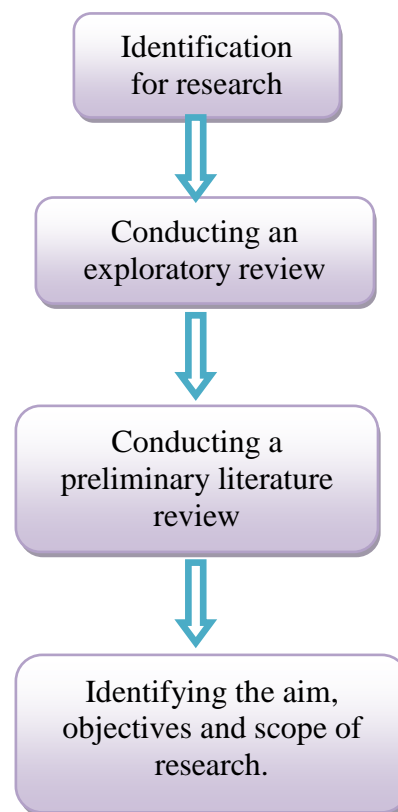 Identification
for research
Conducting an
exploratory review
Conducting a
preliminary literature
review
Identifying the aim,
objectives and scope of
research.